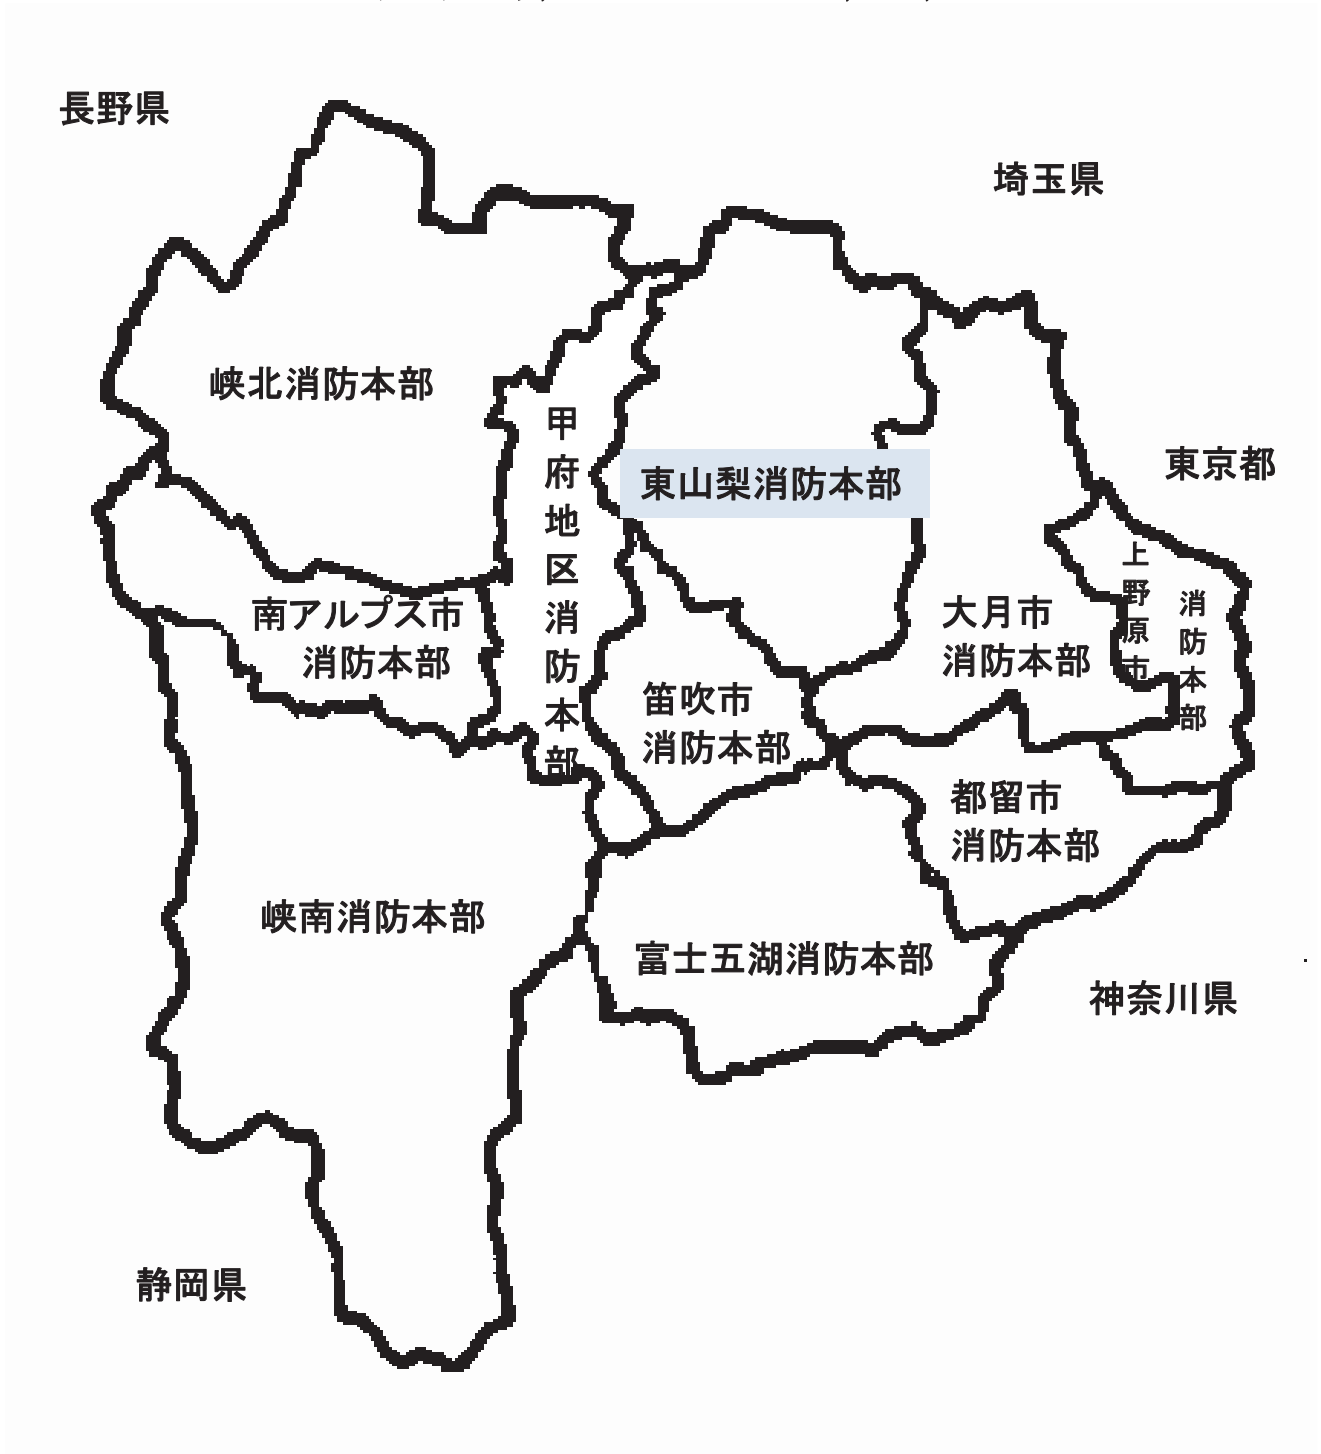 長野県
埼玉県
峡北消防本部
甲府地区消防本部
東京都
東山梨消防本部
上野原市
消防本部
南アルプス市
消防本部
大月市
消防本部
笛吹市
消防本部
都留市
消防本部
峡南消防本部
富士五湖消防本部
神奈川県
静岡県